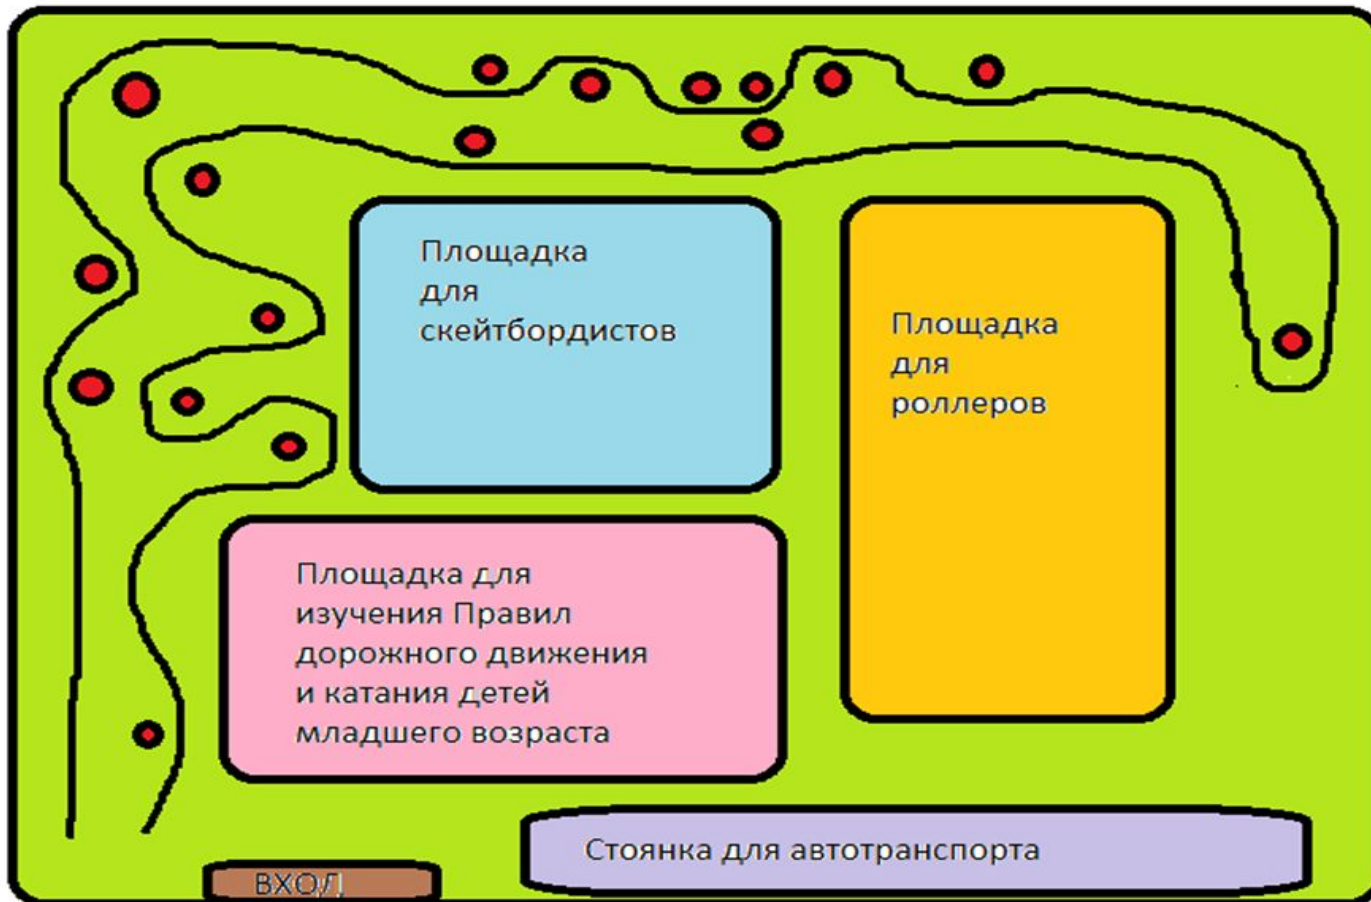 Площадка
для
скейтбордистов
Площадка
для
роллеров
Площадка для
изучения Правил
дорожного движения
и катания детей
младшего возраста
Стоянка для автотранспорта
ВХОД